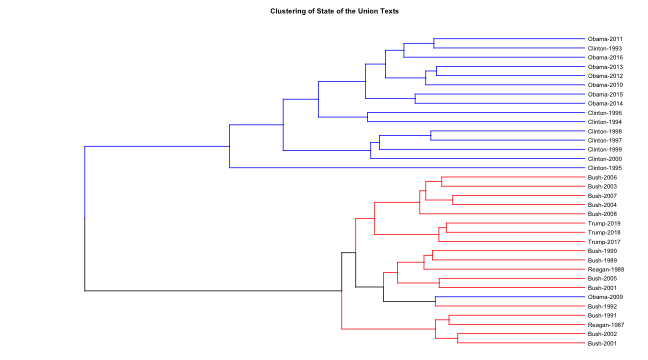 Clustering of State of the Union Texts
Obama-2011
Clinton-1993
Obama-2016
Obama-2013
Obama-2012
Obama-2010
Obama-2015
Obama-2014
Clinton-1996
Clinton-1994
Clinton-1998
Clinton-1997
Clinton-1999
Clinton-2000
Clinton-1995
Bush-2006
Bush-2003
Bush-2007
Bush-2004
Bush-2008
Trump-2019
Trump-2018
Trump-2017
Bush-1990
Bush-1989
Reagan-1988
Bush-2005
Bush-2001
Obama-2009
Bush-1992
Bush-1991
Reagan-1987
Bush-2002
Bush-2001